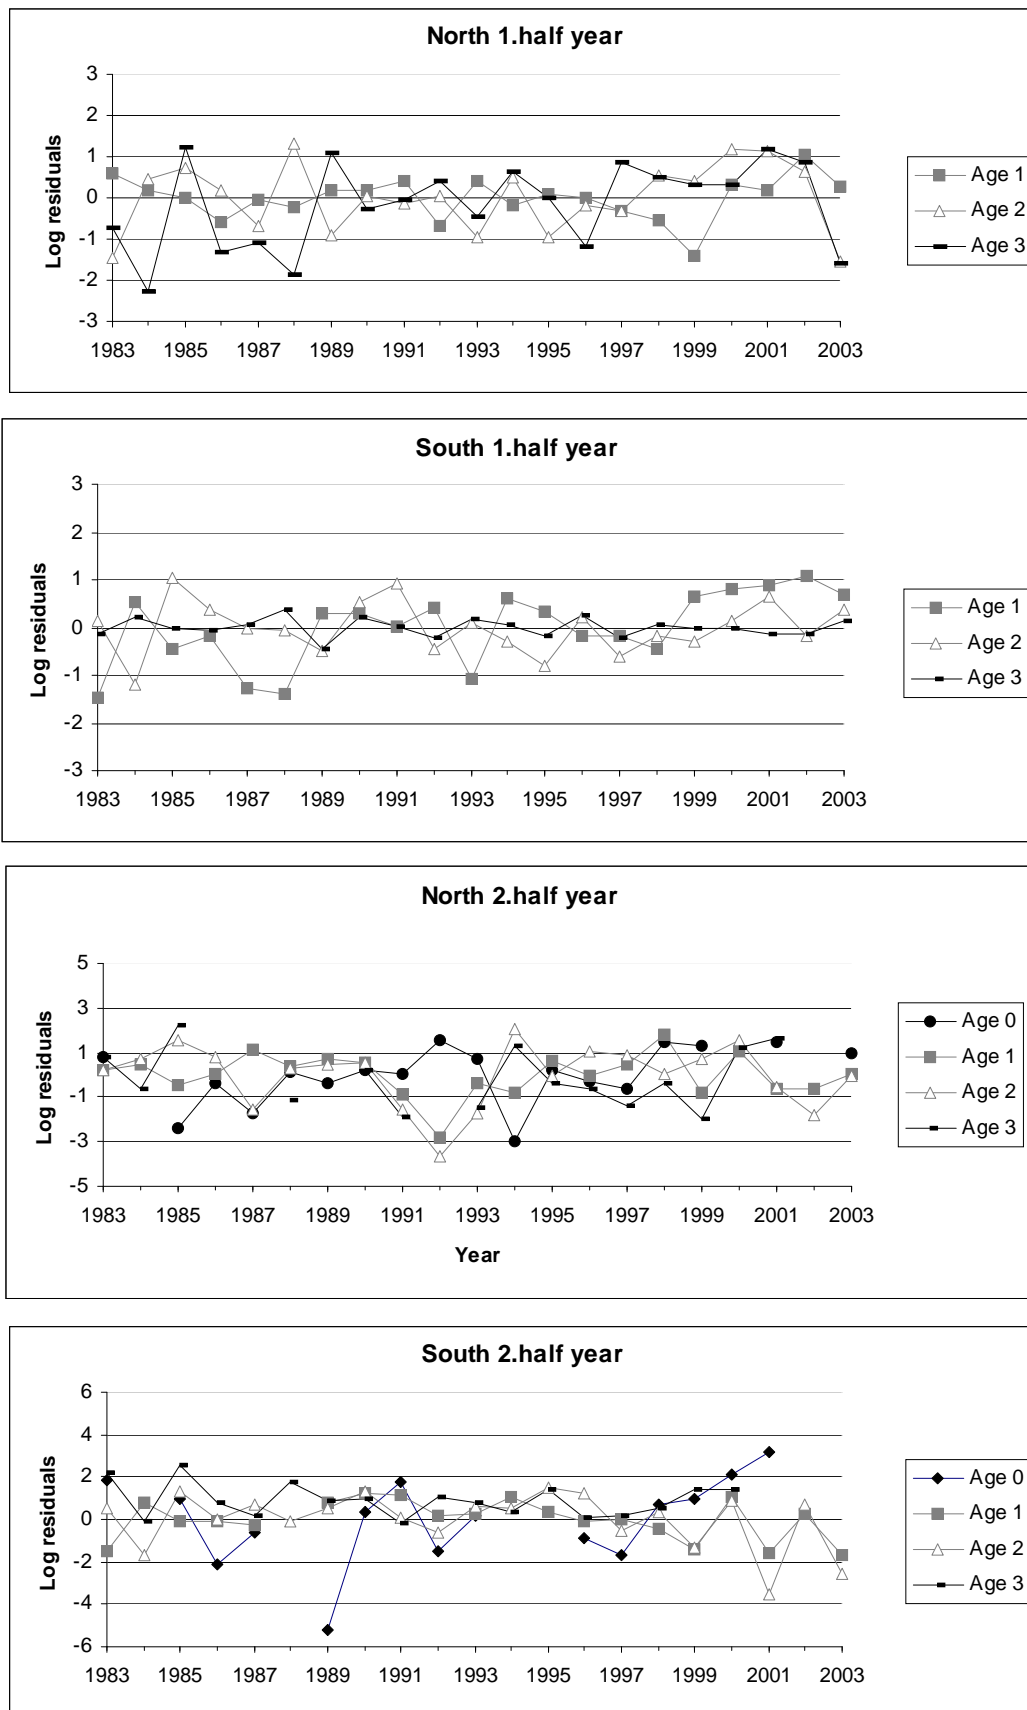 North 1.half year
3
2
1
0
-1
-2
-3
Log residuals
1983 1985 1987 1989 1991 1993 1995 1997 1999 2001 2003
Age 1
Age 2
Age 3
South 1.half year
3
2
1
0
-1
-2
-3
Log residuals
1983 1985 1987 1989 1991 1993 1995 1997 1999 2001 2003
Age 1
Age 2
Age 3
North 2.half year
5
3
1
-1
-3
-5
Log residuals
1983 1985 1987 1989 1991 1993 1995 1997 1999 2001 2003
Year
Age 0
Age 1
Age 2
Age 3
South 2.half year
6
4
2
0
-2
-4
-6
Log residuals
1983 1985 1987 1989 1991 1993 1995 1997 1999 2001 2003
Age 0
Age 1
Age 2
Age 3